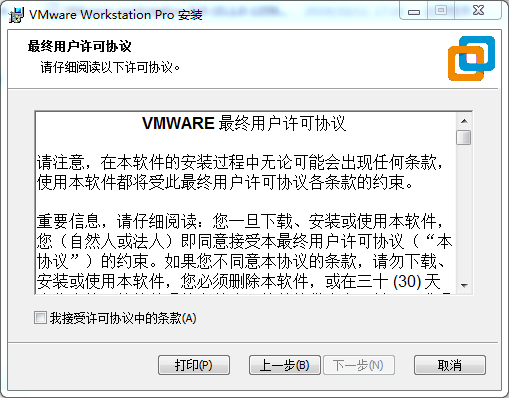 VMware Workstation Pro 安装
最终用户许可协议
请仔细阅读以下许可协议。
VMWARE 最终用户许可协议
请注意，在本软件的安装过程中无论可能会出现任何条款，
使用本软件都将受此最终用户许可协议各条款的约束。
重要信息，请仔细阅读：您一旦下载、安装或使用本软件，
您（自然人或法人）即同意接受本最终用户许可协议（“本
协议”）的约束。如果您不同意本协议的条款，请勿下载、
安装或使用本软件，您必须删除本软件，或在三十 (30) 天
我接受许可协议中的条款(A)
打印(P)
上一步(B)
下一步(N)
取消